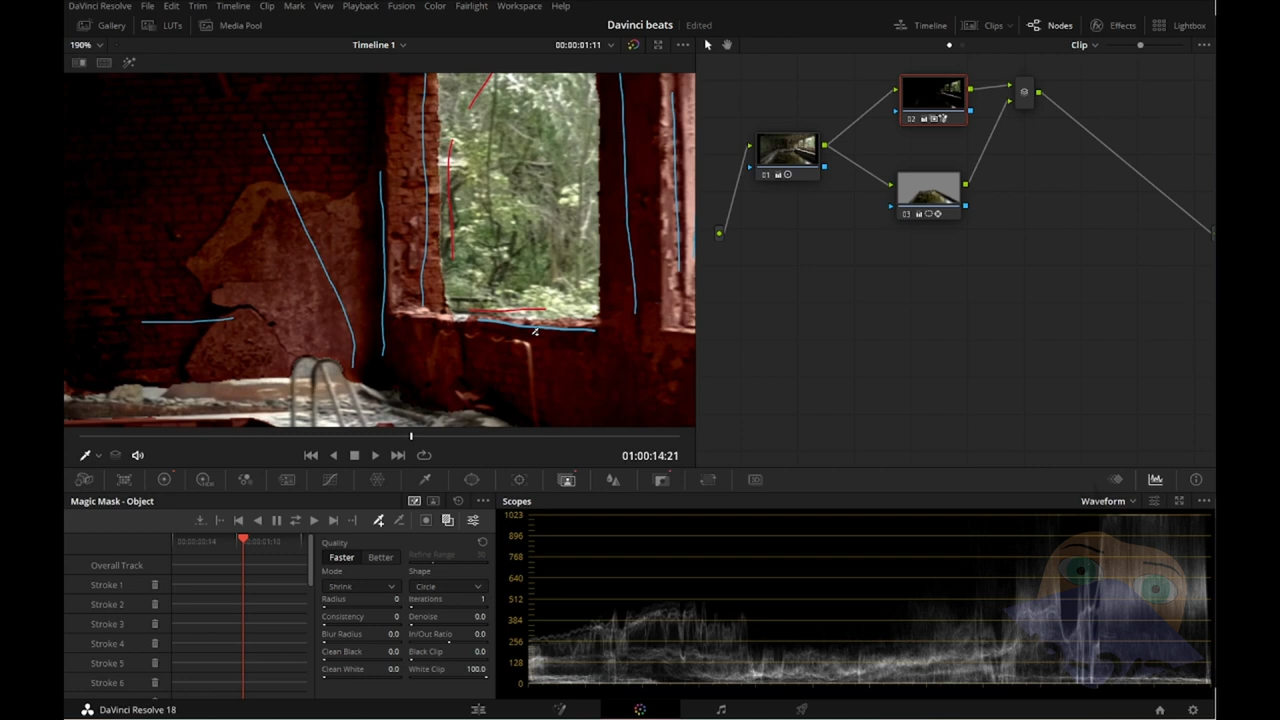 DaVinci Resolve File Edit Trim Timeline Clip Mark View Playback Fusion Color Fairlight Workspace Help
Gallery LUTs Media Pool Davinci beats Edited Timeline Clips Nodes Effects Lightbox
190% Timeline 1 00:00:01:11 Clip
02
01
03
01:00:14:21
Magic Mask - Object Scopes Waveform
Overall Track
Stroke 1
Stroke 2
Stroke 3
Stroke 4
Stroke 5
Stroke 6
Quality
Faster Better Refine Range 30
Mode Shape
Shrink Circle
Radius 0 Iterations 1
Consistency 0 Denoise 0.0
Blur Radius 0.0 In/Out Ratio 0.0
Clean Black 0.0 Black Clip 0.0
Clean White 0.0 White Clip 100.0
1023
896
768
640
512
384
256
128
0
DaVinci Resolve 18